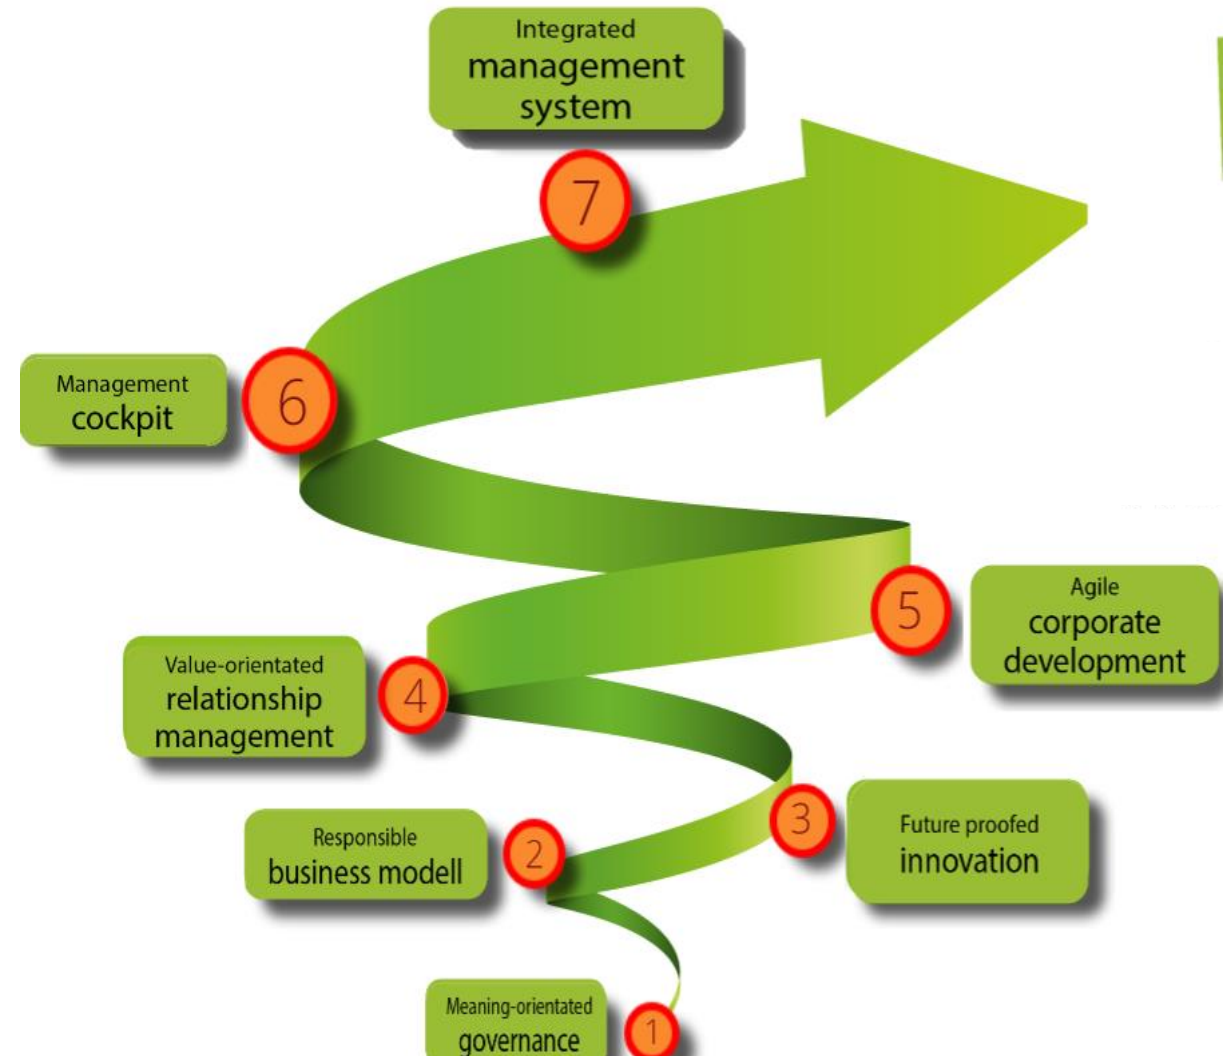 Integrated
management
system
7
Management
cockpit
6
5
Agile
corporate
development
Value-orientated
relationship
management
4
Responsible
business modell
2
3
Future proofed
innovation
Meaning-orientated
governance
1